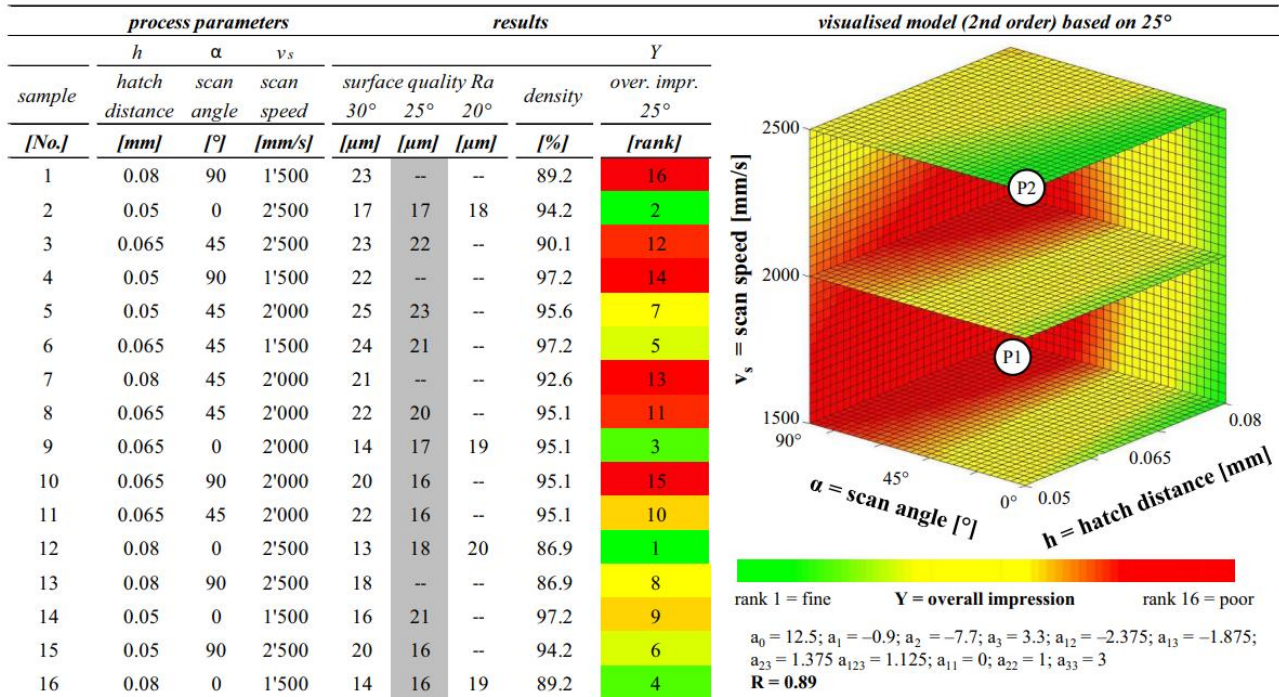 process parameters results visualised model (2nd order) based on 25°
h α vs Y
sample hatch distance scan angle scan speed surface quality Ra 30° 25° 20° density over. impr. 25°
[No.] [mm] [°] [mm/s] [µm] [µm] [µm] [%] [rank]
1 0.08 90 1'500 23 -- -- 89.2 16
2 0.05 0 2'500 17 17 18 94.2 2
3 0.065 45 2'500 23 22 -- 90.1 12
4 0.05 90 1'500 22 -- -- 97.2 14
5 0.05 45 2'000 25 23 -- 95.6 7
6 0.065 45 1'500 24 21 -- 97.2 5
7 0.08 45 2'000 21 -- -- 92.6 13
8 0.065 45 2'000 22 20 -- 95.1 11
9 0.065 0 2'000 14 17 19 95.1 3
10 0.065 90 2'000 20 16 -- 95.1 15
11 0.065 45 2'000 22 16 -- 95.1 10
12 0.08 0 2'500 13 18 20 86.9 1
13 0.08 90 2'500 18 -- -- 86.9 8
14 0.05 0 1'500 16 21 -- 97.2 9
15 0.05 90 2'500 20 16 -- 94.2 6
16 0.08 0 1'500 14 16 19 89.2 4
vs = scan speed [mm/s]
2500
2000
1500
P2
P1
90°
45°
0°
α = scan angle [°]
0.05
0.065
0.08
h = hatch distance [mm]
rank 1 = fine Y = overall impression rank 16 = poor
a0 = 12.5; a1 = –0.9; a2 = –7.7; a3 = 3.3; a12 = –2.375; a13 = –1.875;
a23 = 1.375 a123 = 1.125; a11 = 0; a22 = 1; a33 = 3
R = 0.89